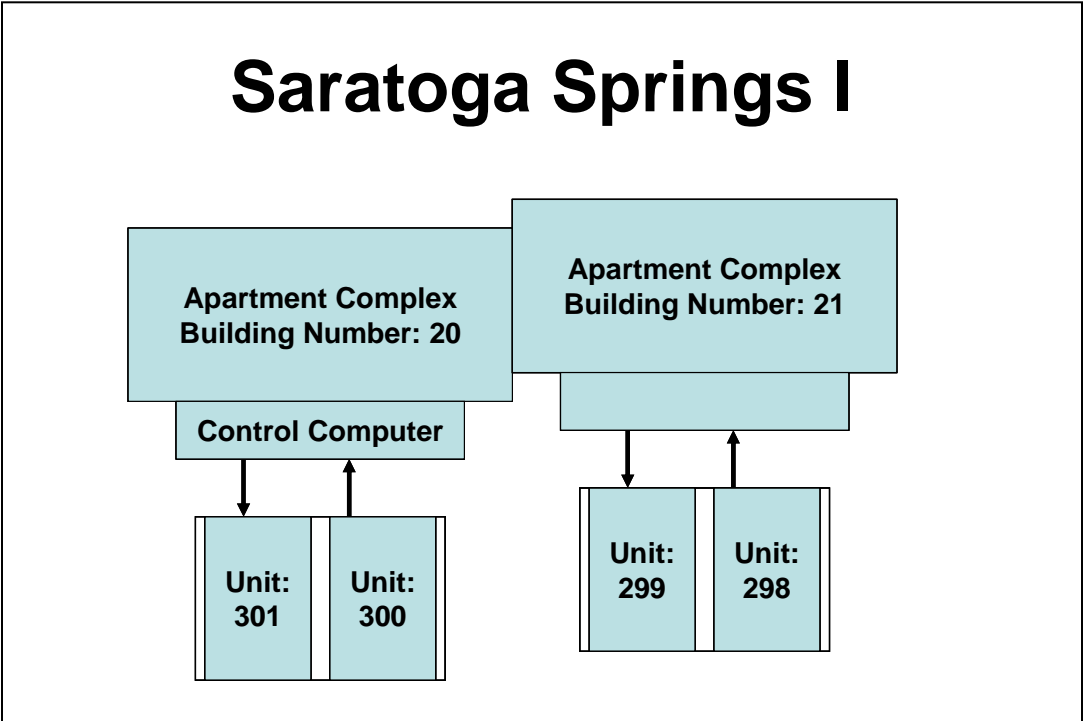 Saratoga Springs I
Apartment Complex
Building Number: 20
Control Computer
Unit:
301
Unit:
300
Apartment Complex
Building Number: 21
Unit:
299
Unit:
298